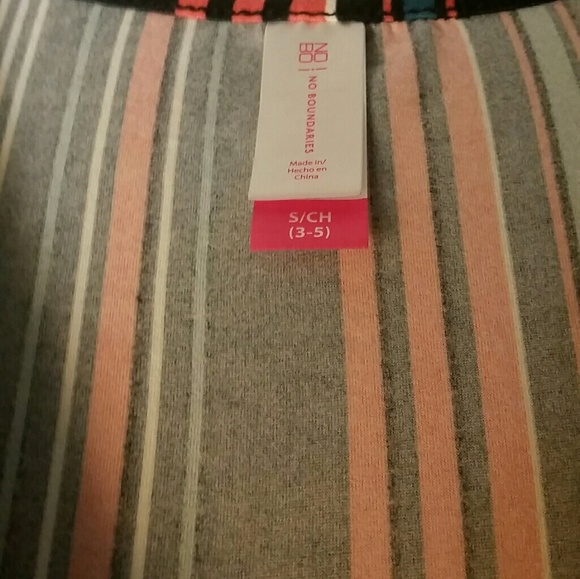 NO
BO
NO BOUNDARIES
Made in/
Hecho en
China
S/CH
(3-5)